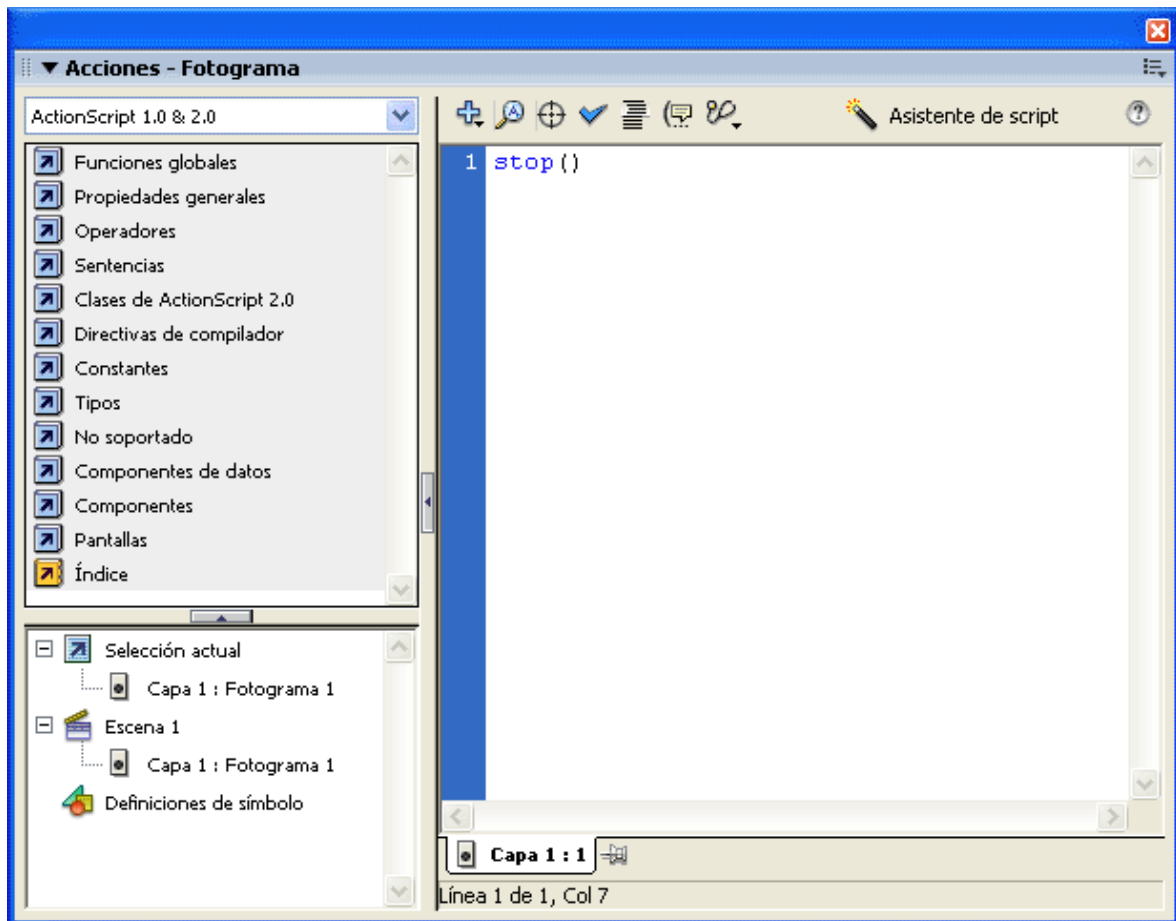 Acciones - Fotograma
ActionScript 1.0 & 2.0
Funciones globales
Propiedades generales
Operadores
Sentencias
Clases de ActionScript 2.0
Directivas de compilador
Constantes
Tipos
No soportado
Componentes de datos
Componentes
Pantallas
Índice
Selección actual
Capa 1 : Fotograma 1
Escena 1
Capa 1 : Fotograma 1
Definiciones de símbolo
Asistente de script
1 stop()
Capa 1 : 1
Línea 1 de 1, Col 7